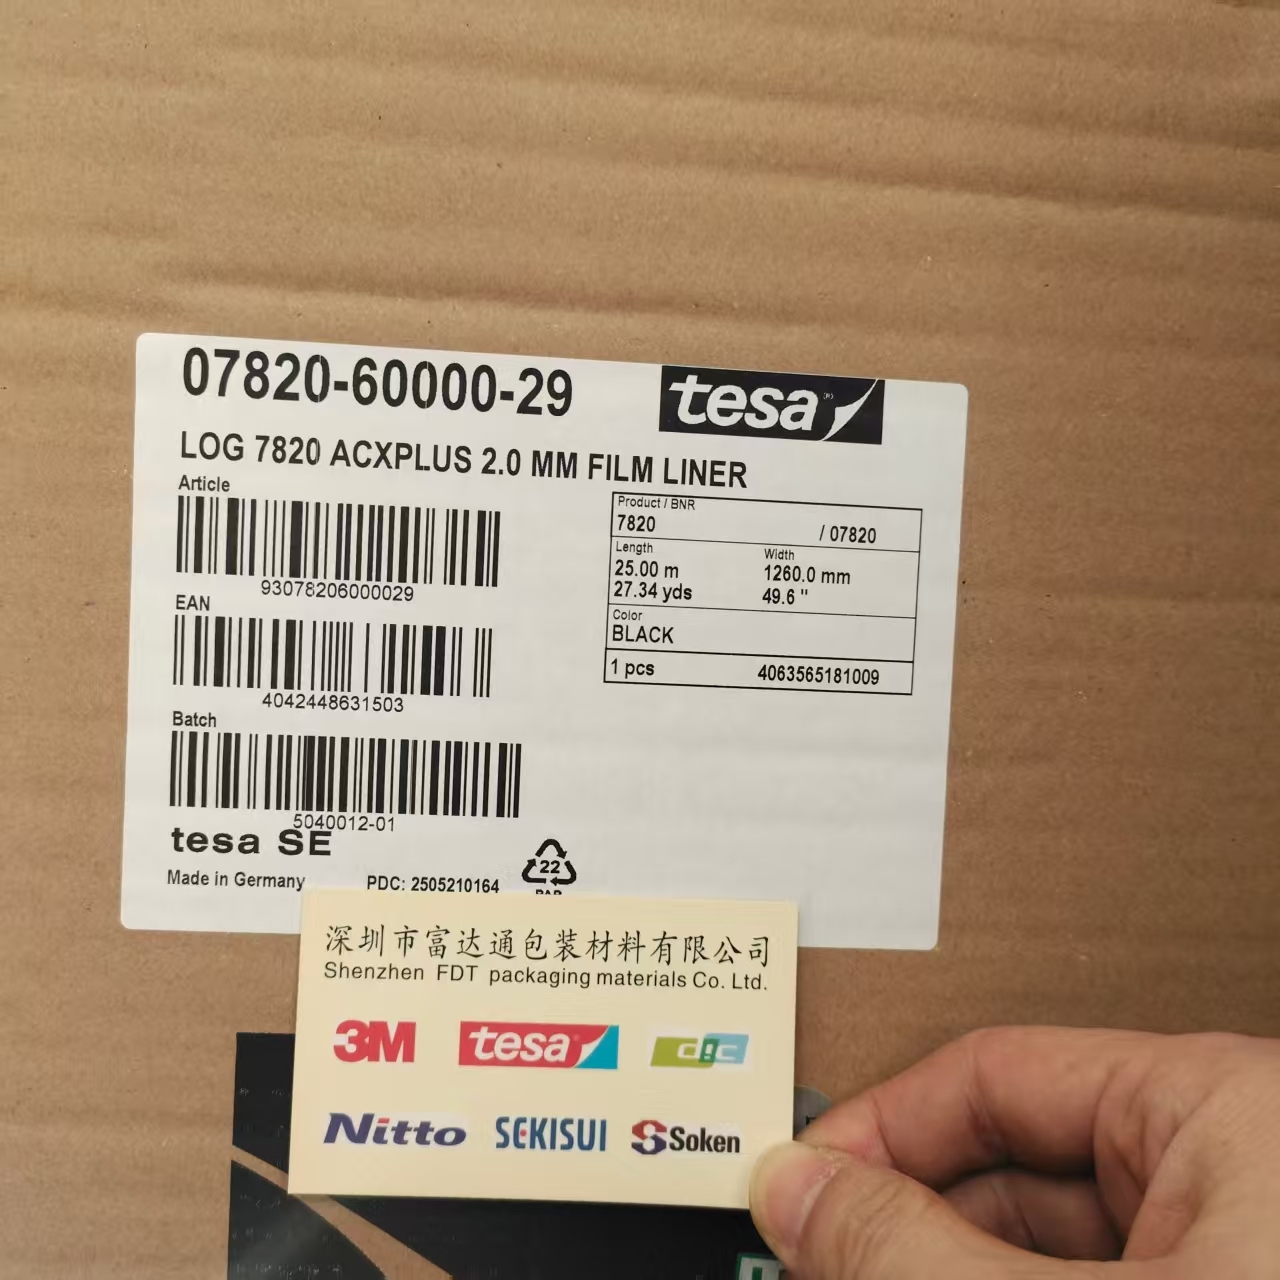 07820-60000-29
tesa®
LOG 7820 ACXPLUS 2.0 MM FILM LINER
Article
93078206000029
EAN
4042448631503
Batch
5040012-01
Product / BNR
7820 / 07820
Length Width
25.00 m 1260.0 mm
27.34 yds 49.6 "
Color
BLACK
1 pcs 4063565181009
tesa SE
Made in Germany PDC: 2505210164
22
PAP
深圳市富达通包装材料有限公司
Shenzhen FDT packaging materials Co. Ltd.
3M tesa dic
Nitto SEKISUI Soken